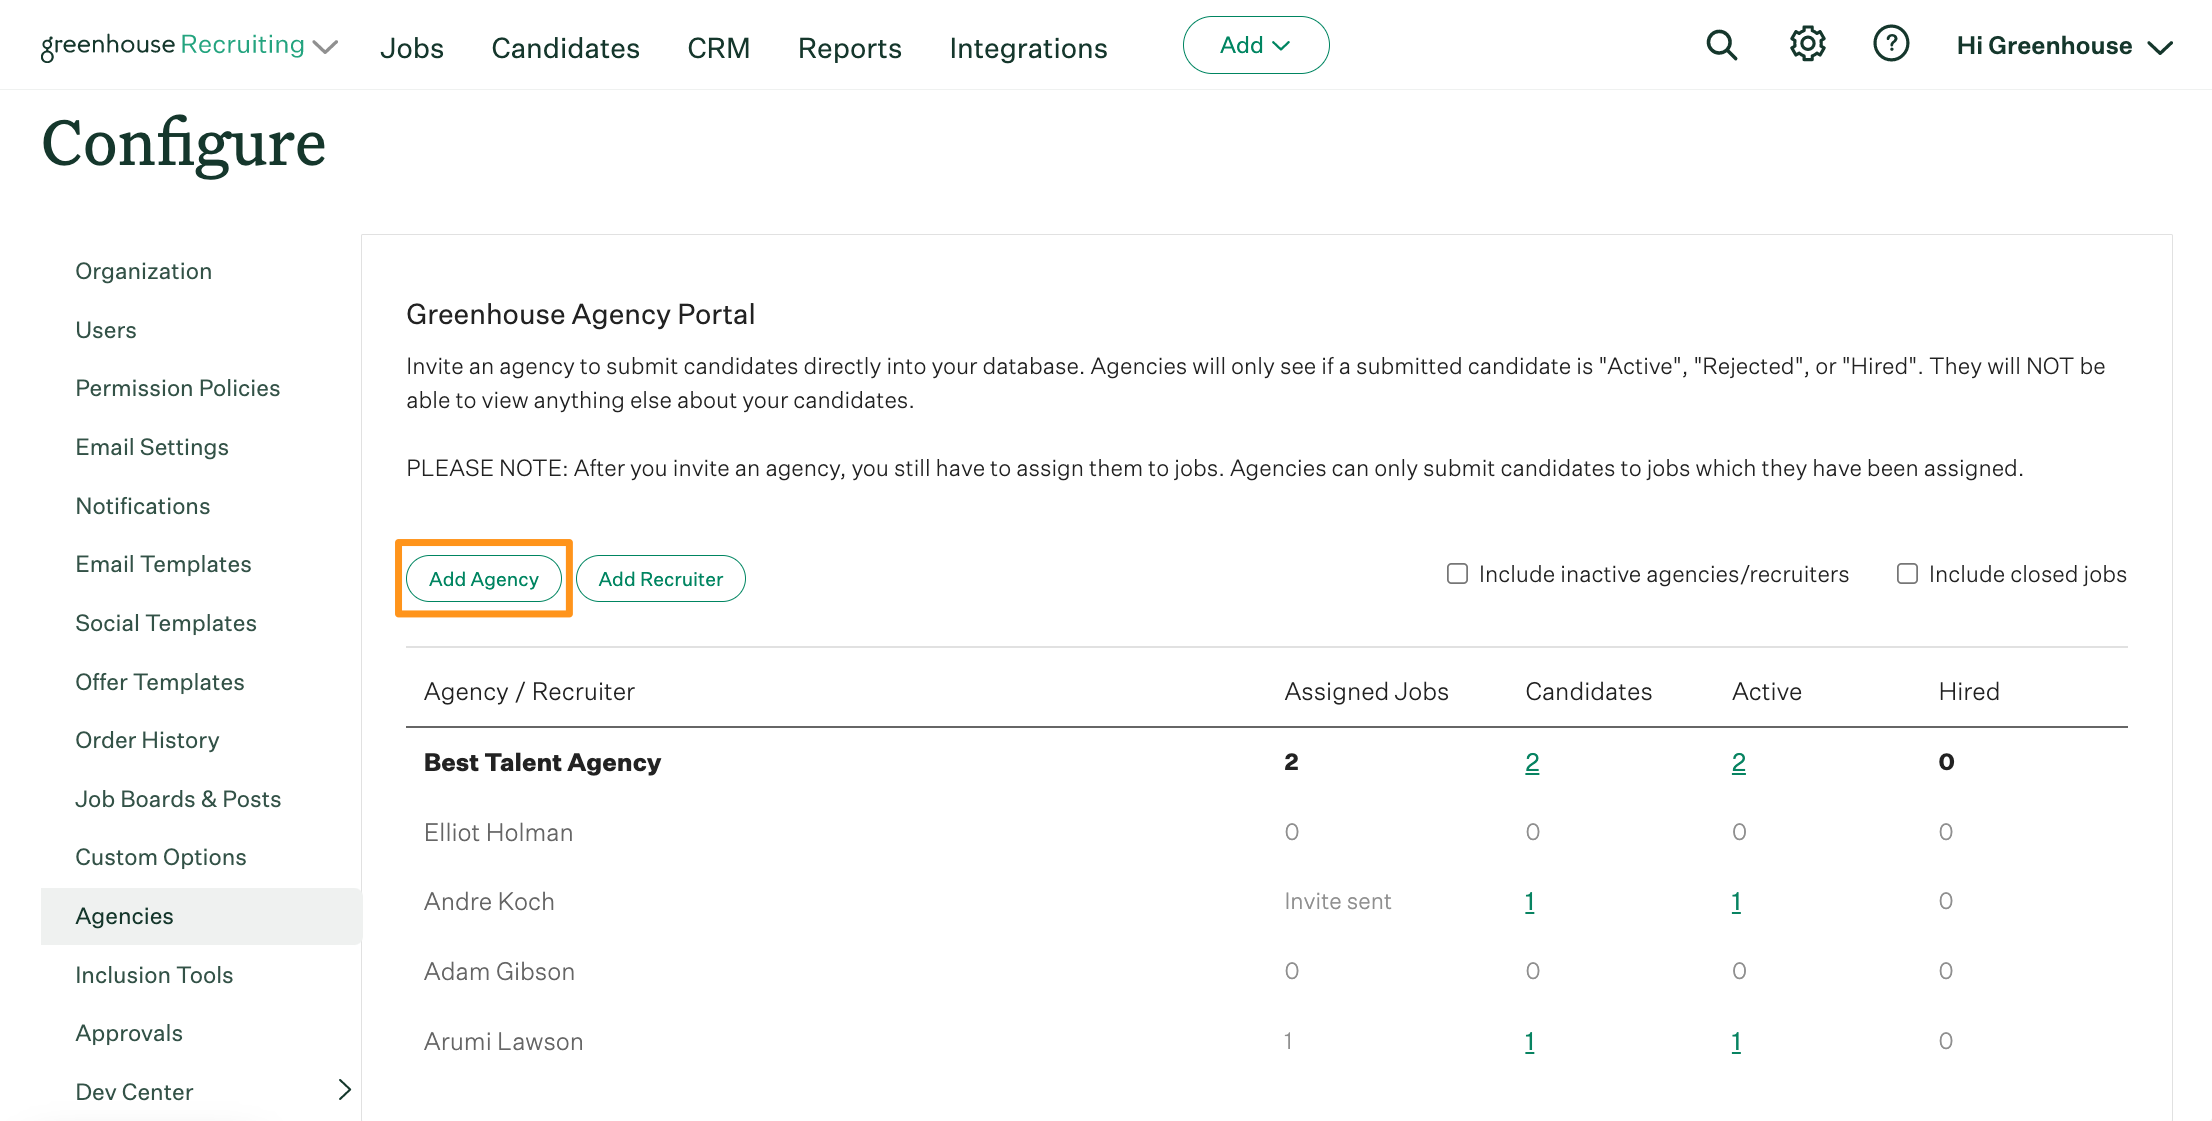 greenhouse Recruiting Jobs Candidates CRM Reports Integrations Add ? Hi Greenhouse
Configure
Organization
Users
Permission Policies
Email Settings
Notifications
Email Templates
Social Templates
Offer Templates
Order History
Job Boards & Posts
Custom Options
Agencies
Inclusion Tools
Approvals
Dev Center
Greenhouse Agency Portal
Invite an agency to submit candidates directly into your database. Agencies will only see if a submitted candidate is "Active", "Rejected", or "Hired". They will NOT be
able to view anything else about your candidates.
PLEASE NOTE: After you invite an agency, you still have to assign them to jobs. Agencies can only submit candidates to jobs which they have been assigned.
Add Agency Add Recruiter Include inactive agencies/recruiters Include closed jobs
Agency / Recruiter Assigned Jobs Candidates Active Hired
Best Talent Agency 2 2 2 0
Elliot Holman 0 0 0 0
Andre Koch Invite sent 1 1 0
Adam Gibson 0 0 0 0
Arumi Lawson 1 1 1 0